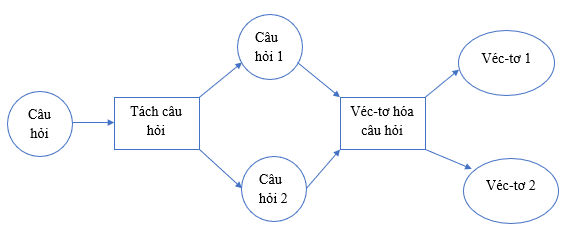 Câu
hỏi
Tách câu
hỏi
Câu
hỏi 1
Câu
hỏi 2
Véc-tơ hóa
câu hỏi
Véc-tơ 1
Véc-tơ 2